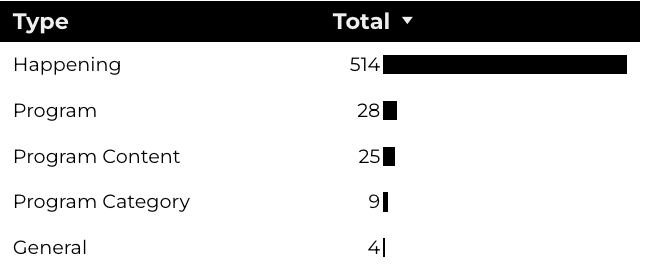 Type Total
Happening 514
Program 28
Program Content 25
Program Category 9
General 4